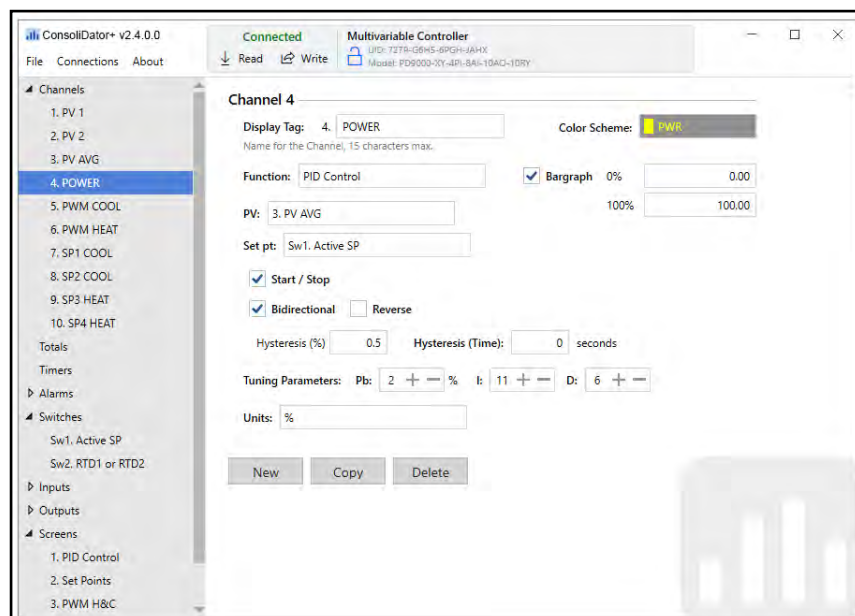 ConsoliDator+ v2.4.0.0
File Connections About
Connected
Read Write
Multivariable Controller
UID: 72T9-G6HS-6PGH-JAHX
Model: PD9000-XY-4PI-8AI-10AO-10RY
Channels
1. PV 1
2. PV 2
3. PV AVG
4. POWER
5. PWM COOL
6. PWM HEAT
7. SP1 COOL
8. SP2 COOL
9. SP3 HEAT
10. SP4 HEAT
Totals
Timers
Alarms
Switches
Sw1. Active SP
Sw2. RTD1 or RTD2
Inputs
Outputs
Screens
1. PID Control
2. Set Points
3. PWM H&C
Channel 4
Display Tag: 4. POWER
Color Scheme: PWR
Name for the Channel, 15 characters max.
Function: PID Control
Bargraph 0% 0.00
100% 100.00
PV: 3. PV AVG
Set pt: Sw1. Active SP
Start / Stop
Bidirectional Reverse
Hysteresis (%) 0.5 Hysteresis (Time): 0 seconds
Tuning Parameters: Pb: 2 % I: 11 D: 6
Units: %
New Copy Delete